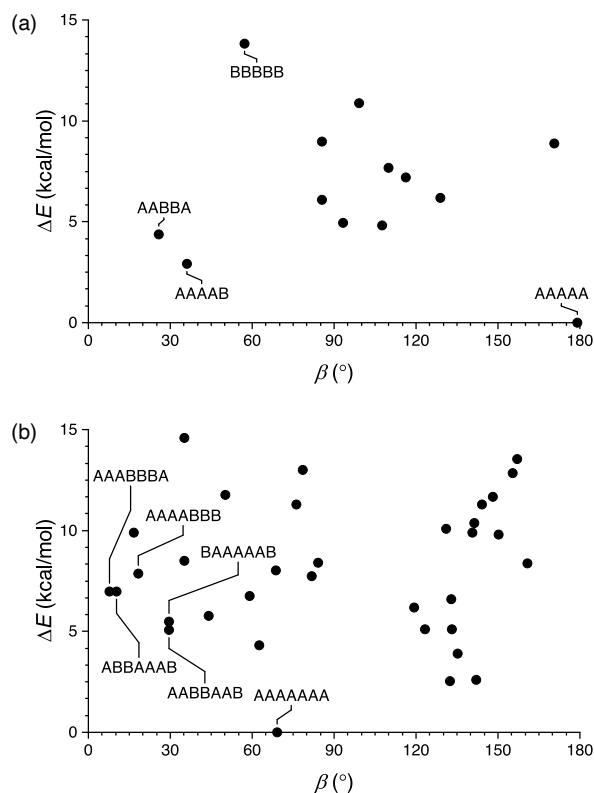 (a)
15
BBBBB
10
ΔE (kcal/mol)
AABBA
5
AAAAB
AAAAA
0
0 30 60 90 120 150 180
β (°)
(b)
15
AAABBBA
AAAABBB
10
BAAAAAB
ΔE (kcal/mol)
5
ABBAAAB
AABBAAB
AAAAAAA
0
0 30 60 90 120 150 180
β (°)